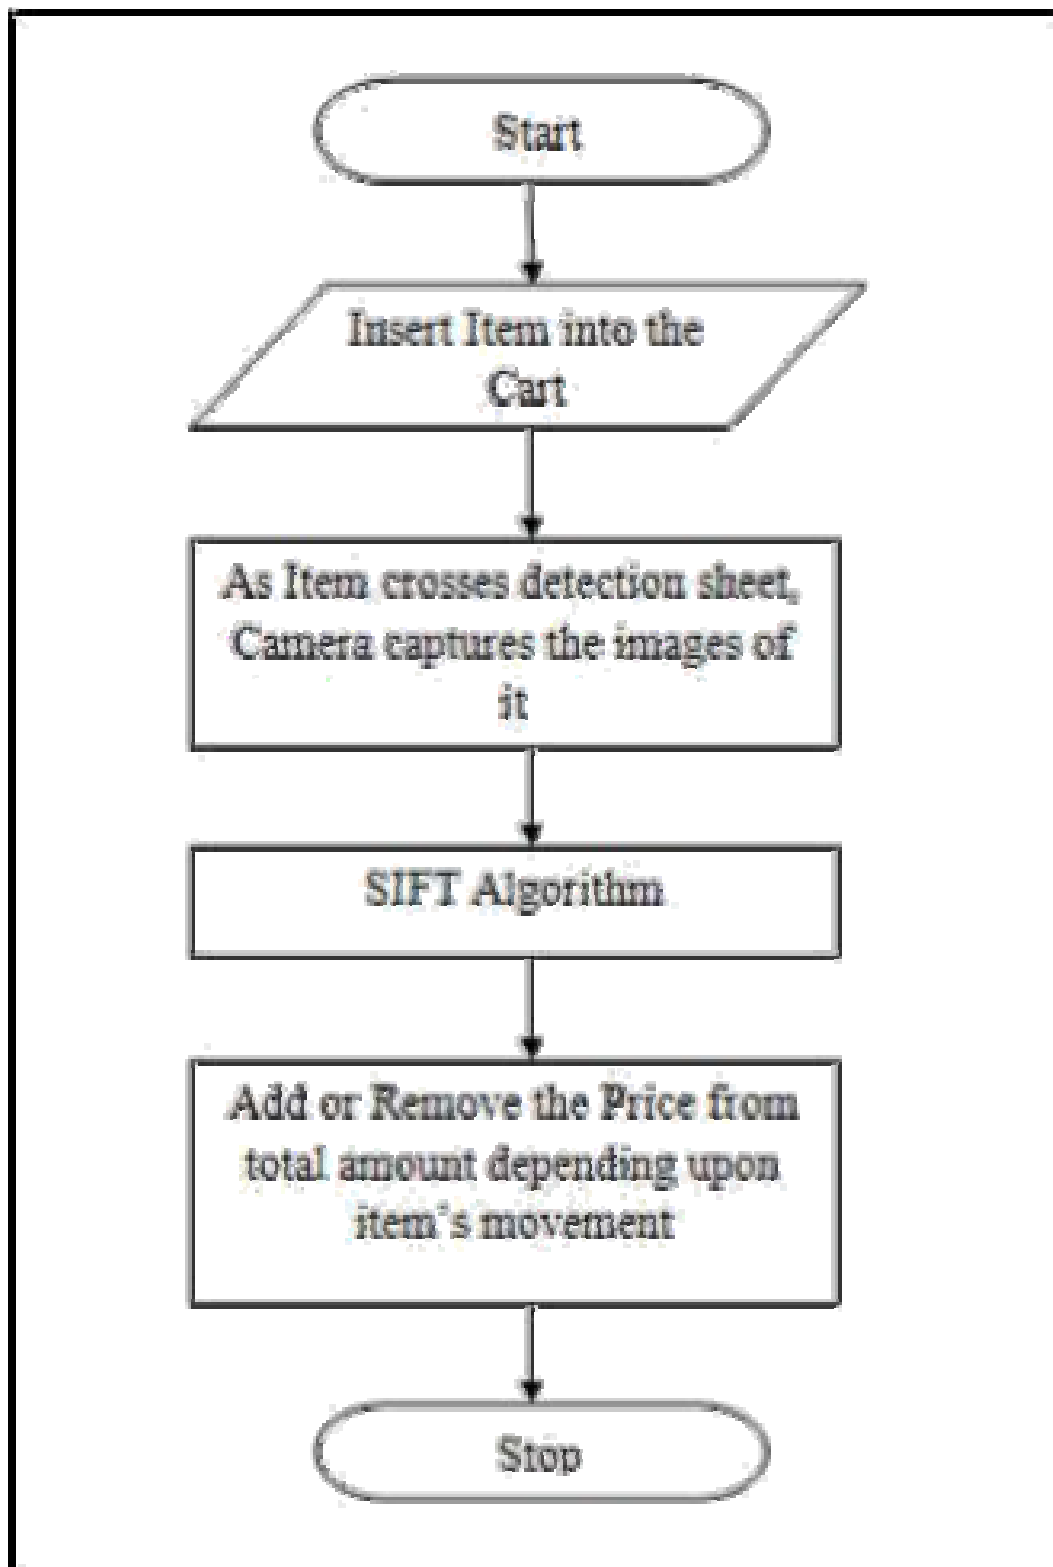 Start
Insert Item into the
Cart
As Item crosses detection sheet,
Camera captures the images of
it
SIFT Algorithm
Add or Remove the Price from
total amount depending upon
item's movement
Stop